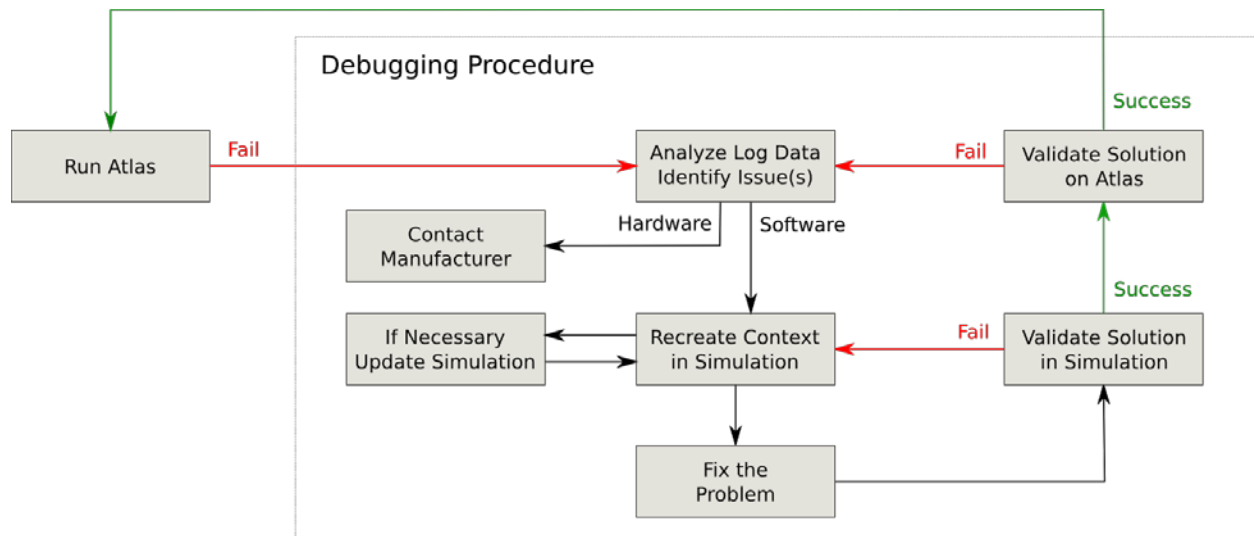 Debugging Procedure
Success
Run Atlas
Fail
Analyze Log Data
Identify Issue(s)
Fail
Validate Solution
on Atlas
Contact
Manufacturer
Hardware
Software
Success
If Necessary
Update Simulation
Recreate Context
in Simulation
Fail
Validate Solution
in Simulation
Fix the
Problem